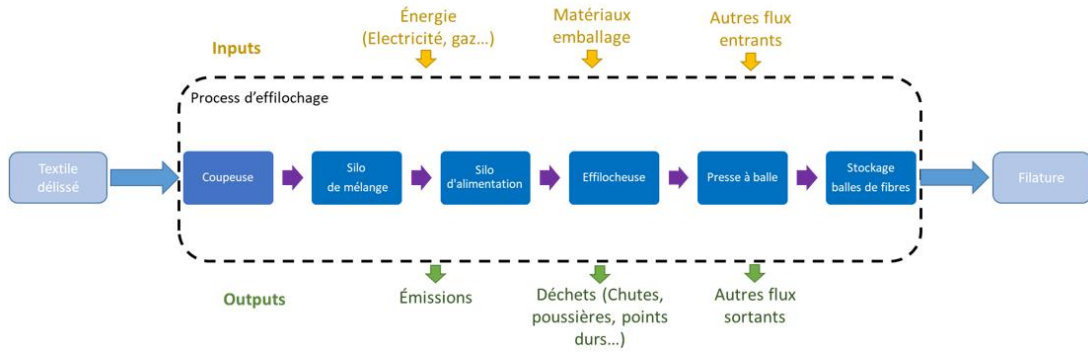 Énergie
(Electricité, gaz…)
Matériaux
emballage
Autres flux
entrants
Inputs
Process d’effilochage
Textile
délissé
Coupeuse
Silo
de mélange
Silo
d'alimentation
Effilocheuse
Presse à balle
Stockage
balles de fibres
Filature
Outputs
Émissions
Déchets (Chutes,
poussières, points
durs…)
Autres flux
sortants